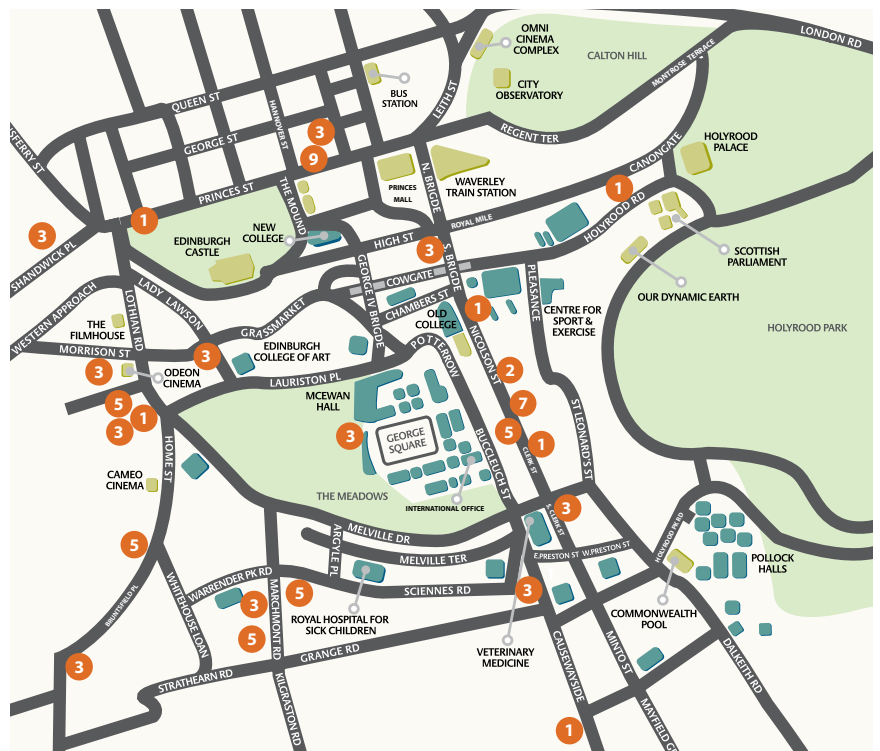 OMNI
CINEMA
COMPLEX
LONDON RD
CALTON HILL
MONTROSE TERRACE
BUS
STATION
CITY
OBSERVATORY
LEITH ST
QUEEN ST
HANNOVER ST
GEORGE ST
3
9
REGENT TER
HOLYROOD
PALACE
CANONGATE
NSFERRY ST
PRINCES
MALL
N. BRIGDE
WAVERLEY
TRAIN STATION
PRINCES ST
THE MOUND
1
1
ROYAL MILE
HOLYROOD RD
3
NEW
COLLEGE
EDINBURGH
CASTLE
HIGH ST
3
S. BRIGDE
SCOTTISH
PARLIAMENT
SHANDWICK PL
GEORGE IV BRIGDE
COWGATE
PLEASANCE
OUR DYNAMIC EARTH
WESTERN APPROACH
LOTHIAN RD
LADY LAWSON
GRASSMARKET
CHAMBERS ST
1
OLD
COLLEGE
CENTRE FOR
SPORT &
EXERCISE
HOLYROOD PARK
THE
FILMHOUSE
MORRISON ST
3
EDINBURGH
COLLEGE OF ART
POTTERROW
NICOLSON ST
3
ODEON
CINEMA
LAURISTON PL
2
MCEWAN
HALL
5
1
3
7
3
GEORGE
SQUARE
5
1
ST LEONARD'S ST
HOME ST
BUCCLEUCH ST
CLERK ST
CAMEO
CINEMA
THE MEADOWS
INTERNATIONAL OFFICE
3
S. CLERK ST
5
MELVILLE DR
ARGYLE PL
MELVILLE TER
E.PRESTON ST
W.PRESTON ST
HOLYROOD PK RD
POLLOCK
HALLS
WHITEHOUSE LOAN
WARRENDER PK RD
MARCHMONT RD
BRUNTSFIELD PL
3
5
SCIENNES RD
3
ROYAL HOSPITAL FOR
SICK CHILDREN
COMMONWEALTH
POOL
5
VETERINARY
MEDICINE
GRANGE RD
CAUSEWAYSIDE
MINTO ST
DALKEITH RD
3
STRATHEARN RD
KILGRASTON RD
MAYFIELD G
1